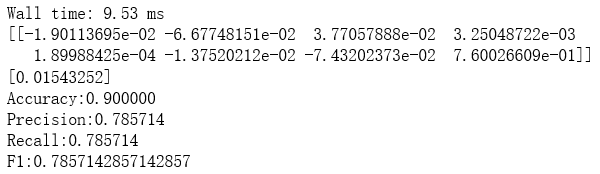 Wall time: 9.53 ms
[[-1.90113695e-02 -6.67748151e-02  3.77057888e-02  3.25048722e-03
   1.89988425e-04 -1.37520212e-02 -7.43202373e-02  7.60026609e-01]]
[0.01543252]
Accuracy:0.900000
Precision:0.785714
Recall:0.785714
F1:0.7857142857142857